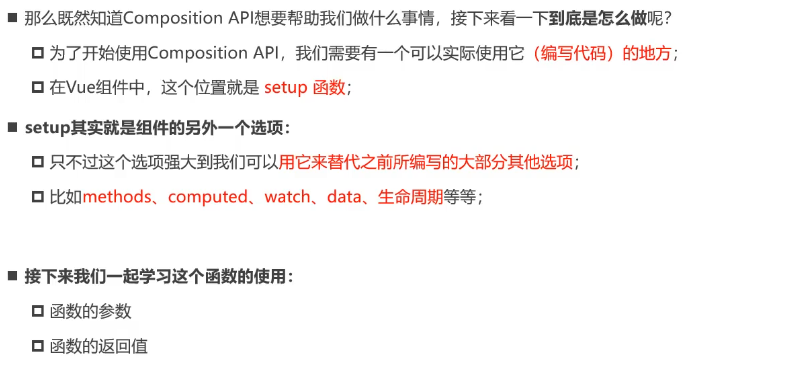 那么既然知道Composition API想要帮助我们做什么事情，接下来看一下到底是怎么做呢？
为了开始使用Composition API，我们需要有一个可以实际使用它（编写代码）的地方；
在Vue组件中，这个位置就是 setup 函数；
setup其实就是组件的另外一个选项：
只不过这个选项强大到我们可以用它来替代之前所编写的大部分其他选项；
比如methods、computed、watch、data、生命周期等等；
接下来我们一起学习这个函数的使用：
函数的参数
函数的返回值